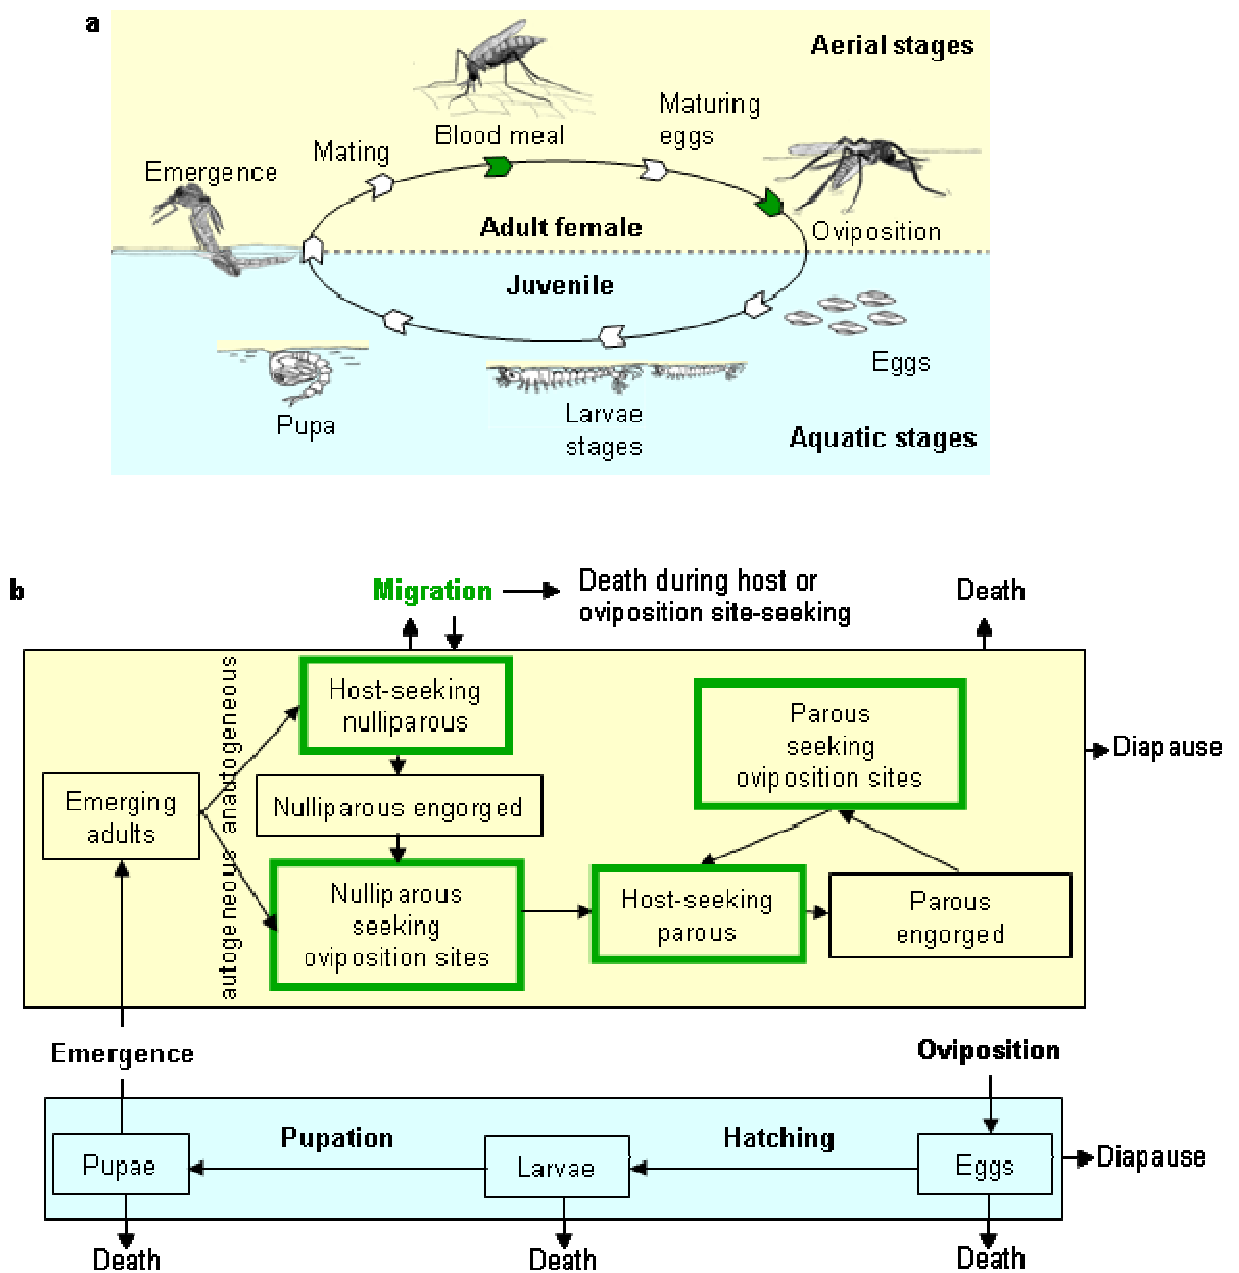 a
Aerial stages
Maturing
eggs
Blood meal
Mating
Emergence
Adult female
Oviposition
Juvenile
Eggs
Larvae
stages
Pupa
Aquatic stages
b
Migration
Death during host or
oviposition site-seeking
Death
anautogeneous
Host-seeking
nulliparous
Parous
seeking
oviposition sites
Diapause
Emerging
adults
Nulliparous engorged
autogeneous
Nulliparous
seeking
oviposition sites
Host-seeking
parous
Parous
engorged
Emergence
Oviposition
Pupation
Hatching
Pupae
Larvae
Eggs
Diapause
Death
Death
Death